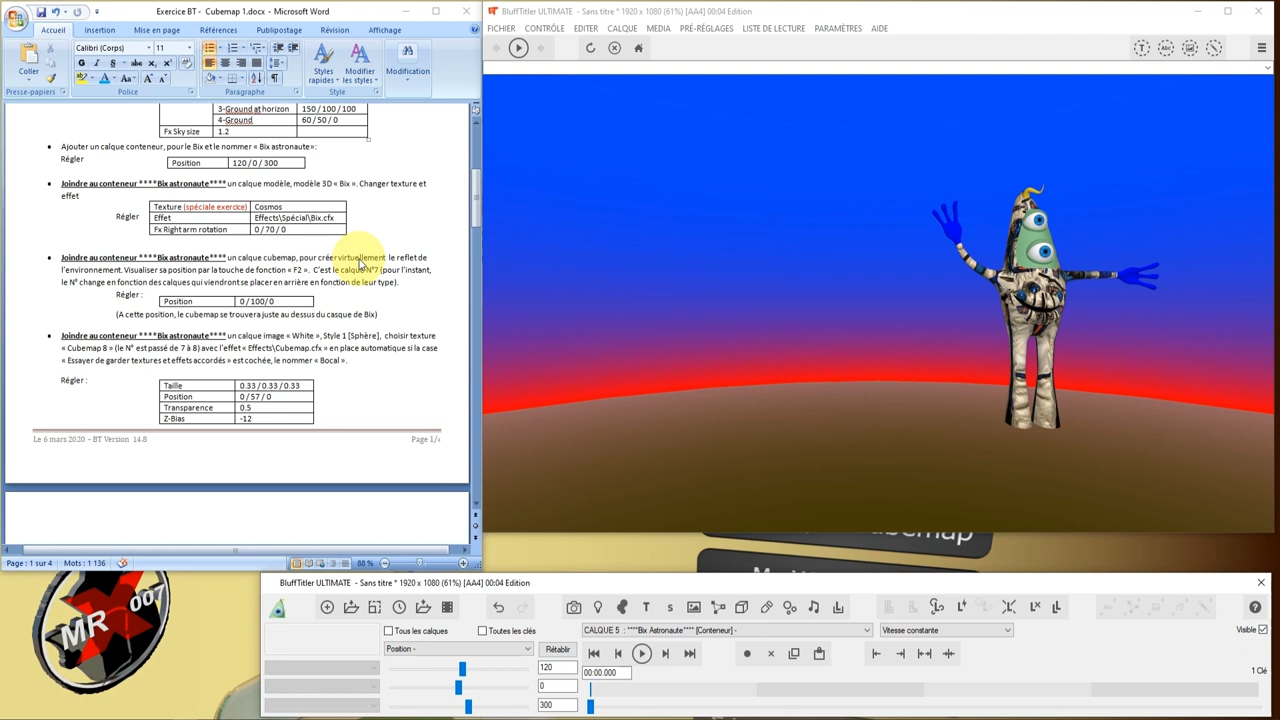 Exercice BT - Cubemap 1.docx - Microsoft Word
Accueil Insertion Mise en page Références Publipostage Révision Affichage
Calibri (Corps) 11
Coller
Styles rapides
Modifier les styles
Modification
Presse-papiers Police Paragraphe Style
3-Ground at horizon 150 / 100 / 100
4-Ground 60 / 50 / 0
Fx Sky size 1.2
Ajouter un calque conteneur, pour le Bix et le nommer « Bix astronaute»:
Régler
Position 120 / 0 / 300
Joindre au conteneur ****Bix astronaute**** un calque modèle, modèle 3D « Bix ». Changer texture et
effet
Texture (spéciale exercice) Cosmos
Régler Effet Effects\Spécial\Bix.cfx
Fx Right arm rotation 0 / 70 / 0
Joindre au conteneur ****Bix astronaute**** un calque cubemap, pour créer virtuellement le reflet de
l'environnement. Visualiser sa position par la touche de fonction « F2 ». C'est le calque N°7 (pour l'instant,
le N° change en fonction des calques qui viendront se placer en arrière en fonction de leur type).
Régler :
Position 0 / 100 / 0
(A cette position, le cubemap se trouvera juste au dessus du casque de Bix)
Joindre au conteneur ****Bix astronaute**** un calque image « White », Style 1 [Sphère], choisir texture
« Cubemap 8 » (le N° est passé de 7 à 8) avec l'effet « Effects\Cubemap.cfx » en place automatique si la case
« Essayer de garder textures et effets accordés » est cochée, le nommer « Bocal ».
Régler :
Taille 0.33 / 0.33 / 0.33
Position 0 / 57 / 0
Transparence 0.5
Z-Bias -12
Le 6 mars 2020 – BT Version 14.8 Page 1/4
Page : 1 sur 4 Mots : 1 136 88 %
BluffTitler ULTIMATE - Sans titre * 1920 x 1080 (61%) [AA4] 00:04 Edition
FICHIER CONTRÔLE EDITER CALQUE MEDIA PRÉ-RÉGLAGES LISTE DE LECTURE PARAMÈTRES AIDE
MR 007
BluffTitler ULTIMATE - Sans titre * 1920 x 1080 (61%) [AA4] 00:04 Edition
Tous les calques Toutes les clés CALQUE 5 : ****Bix Astronaute**** [Conteneur] - Vitesse constante Visible
Position - Rétablir
120
00:00.000 1 Clé
0
300